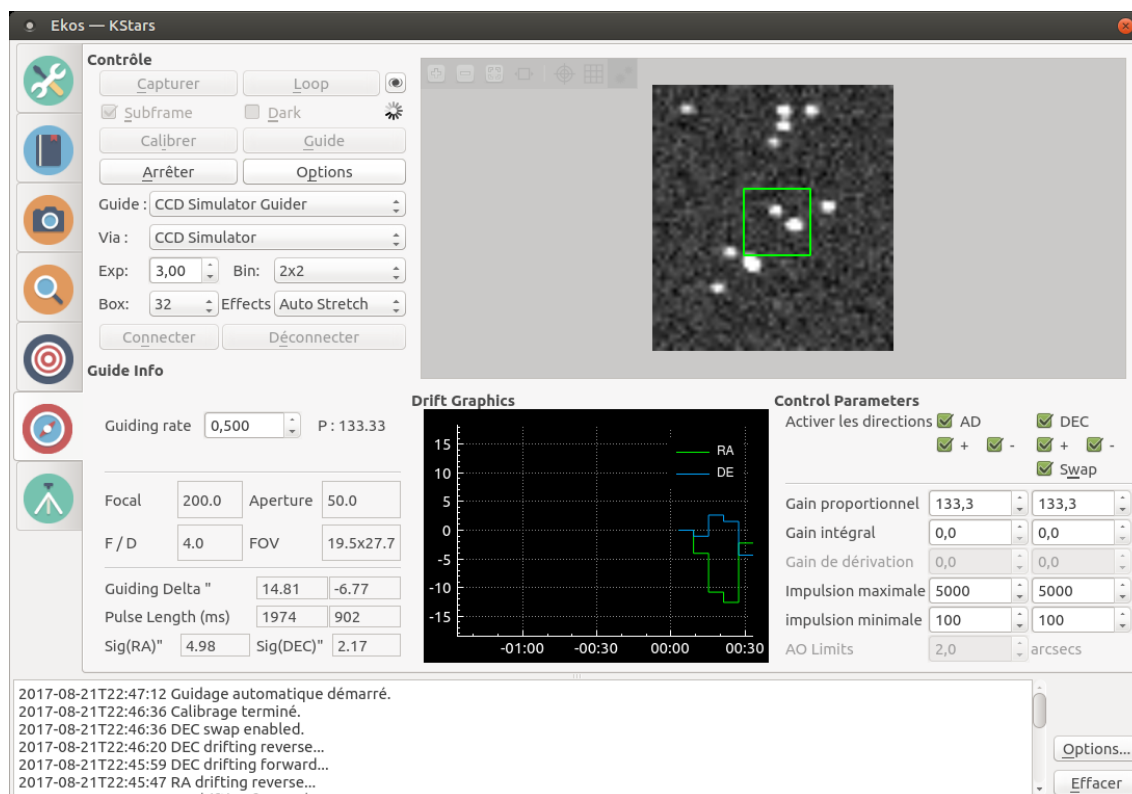 Ekos — KStars
Contrôle
Capturer Loop
Subframe Dark
Calibrer Guide
Arrêter Options
Guide : CCD Simulator Guider
Via : CCD Simulator
Exp: 3,00 Bin: 2x2
Box: 32 Effects Auto Stretch
Connecter Déconnecter
Guide Info
Guiding rate 0,500 P : 133.33
Focal 200.0 Aperture 50.0
F / D 4.0 FOV 19.5x27.7
Guiding Delta " 14.81 -6.77
Pulse Length (ms) 1974 902
Sig(RA)" 4.98 Sig(DEC)" 2.17
Drift Graphics
RA
DE
15
10
5
0
-5
-10
-15
-01:00 -00:30 00:00 00:30
Control Parameters
Activer les directions AD DEC
+ - + -
Swap
Gain proportionnel 133,3 133,3
Gain intégral 0,0 0,0
Gain de dérivation 0,0 0,0
Impulsion maximale 5000 5000
impulsion minimale 100 100
AO Limits 2,0 arcsecs
2017-08-21T22:47:12 Guidage automatique démarré.
2017-08-21T22:46:36 Calibrage terminé.
2017-08-21T22:46:36 DEC swap enabled.
2017-08-21T22:46:20 DEC drifting reverse...
2017-08-21T22:45:59 DEC drifting forward...
2017-08-21T22:45:47 RA drifting reverse...
Options...
Effacer